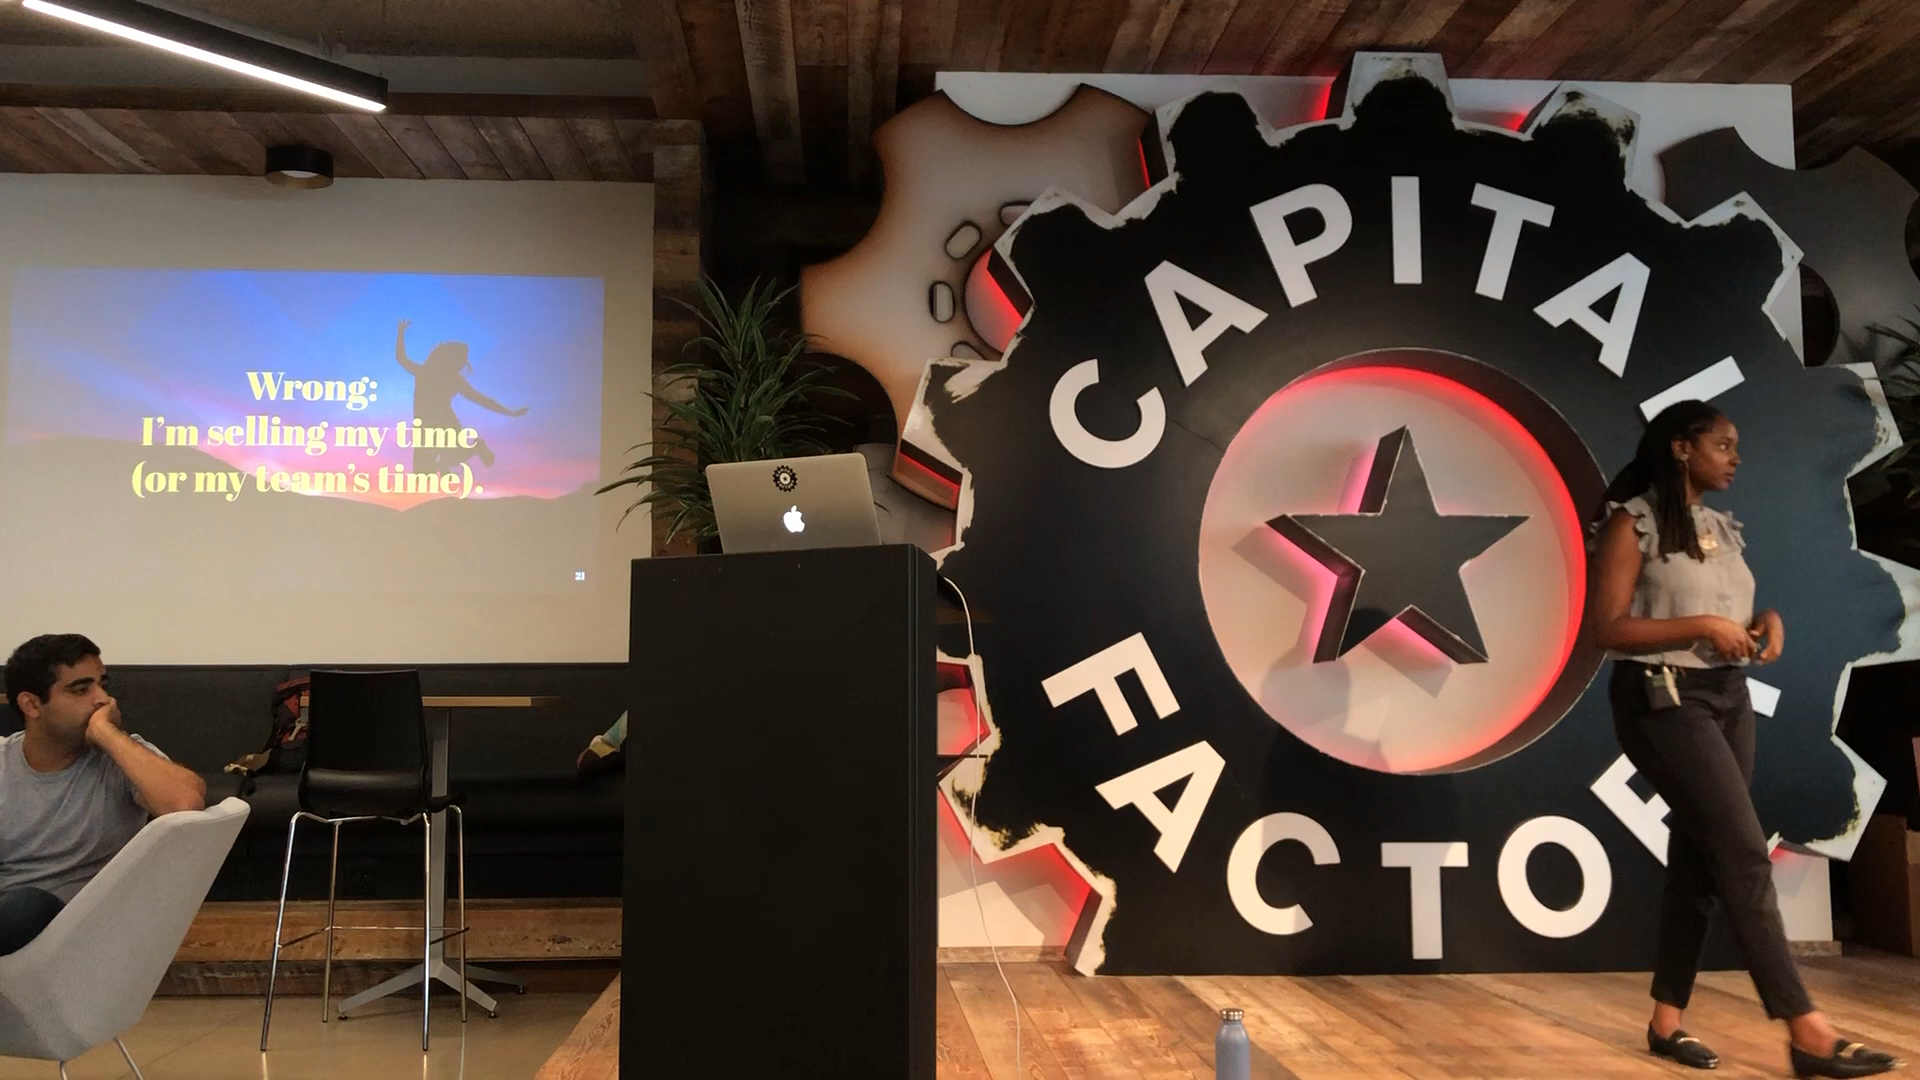 Wrong:
I'm selling my time
(or my team's time).
21
CAPITAL
FACTOR